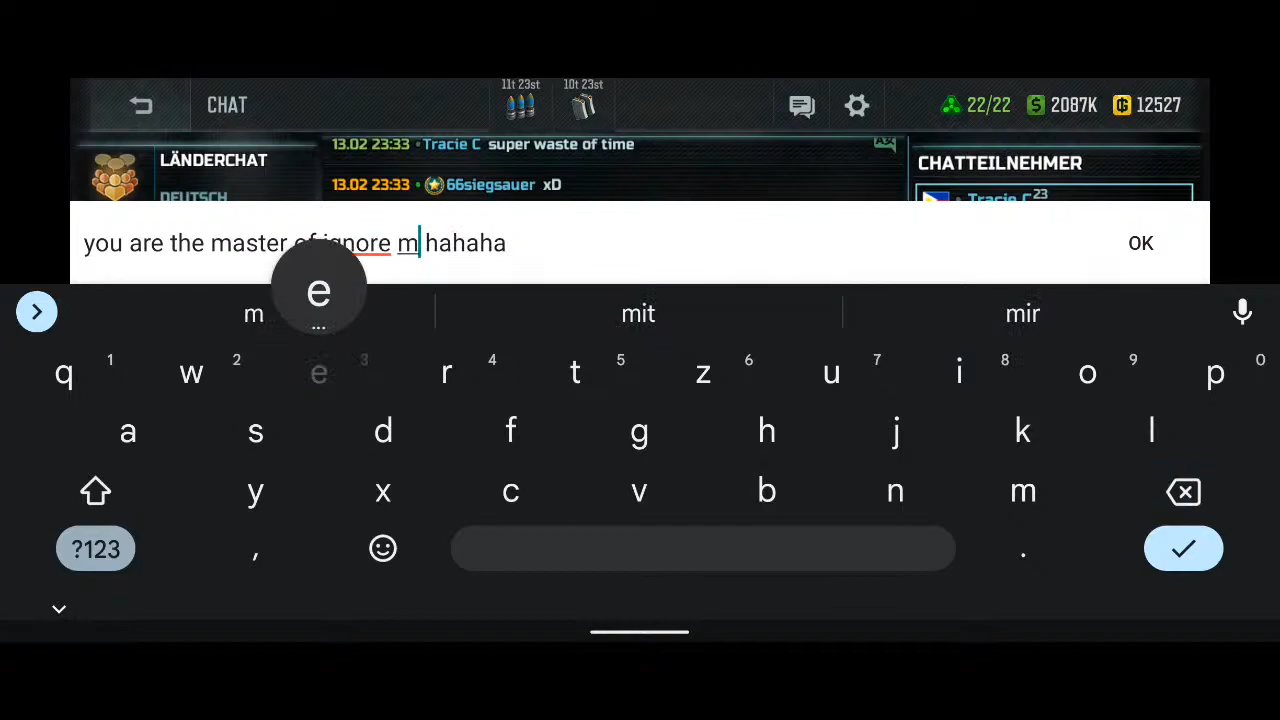 11t 23st 10t 23st
CHAT 22/22 $ 2087K G 12527
LÄNDERCHAT
DEUTSCH
13.02 23:33 • Tracie C super waste of time
13.02 23:33 • 66siegsauer xD
CHATTEILNEHMER
Tracie C 23
you are the master of ignore m hahaha OK
e
...
m mit mir
q 1 w 2 e 3 r 4 t 5 z 6 u 7 i 8 o 9 p 0
a s d f g h j k l
y x c v b n m
?123 , .